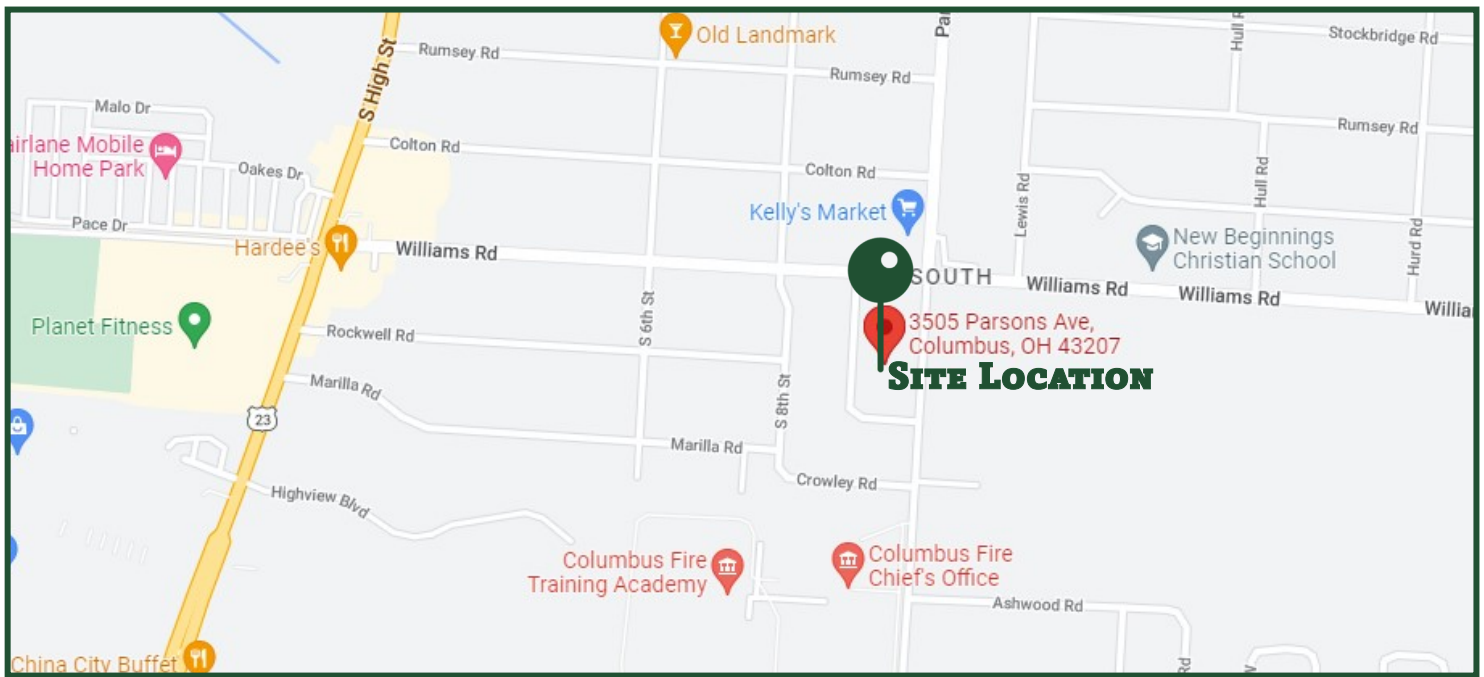 Old Landmark
Stockbridge Rd
Hull R
Pa
S High St
Rumsey Rd
Rumsey Rd
Malo Dr
Rumsey Rd
airlane Mobile
Home Park
Colton Rd
Oakes Dr
Colton Rd
Hull Rd
Lewis Rd
Kelly's Market
Pace Dr
Hardee's
Williams Rd
New Beginnings
Christian School
Hurd Rd
SOUTH
Williams Rd
Williams Rd
Willia
Planet Fitness
S 6th St
Rockwell Rd
3505 Parsons Ave,
Columbus, OH 43207
Site Location
Marilla Rd
S 8th St
23
Marilla Rd
Crowley Rd
Highview Blvd
Columbus Fire
Training Academy
Columbus Fire
Chief's Office
Ashwood Rd
China City Buffet
Rd